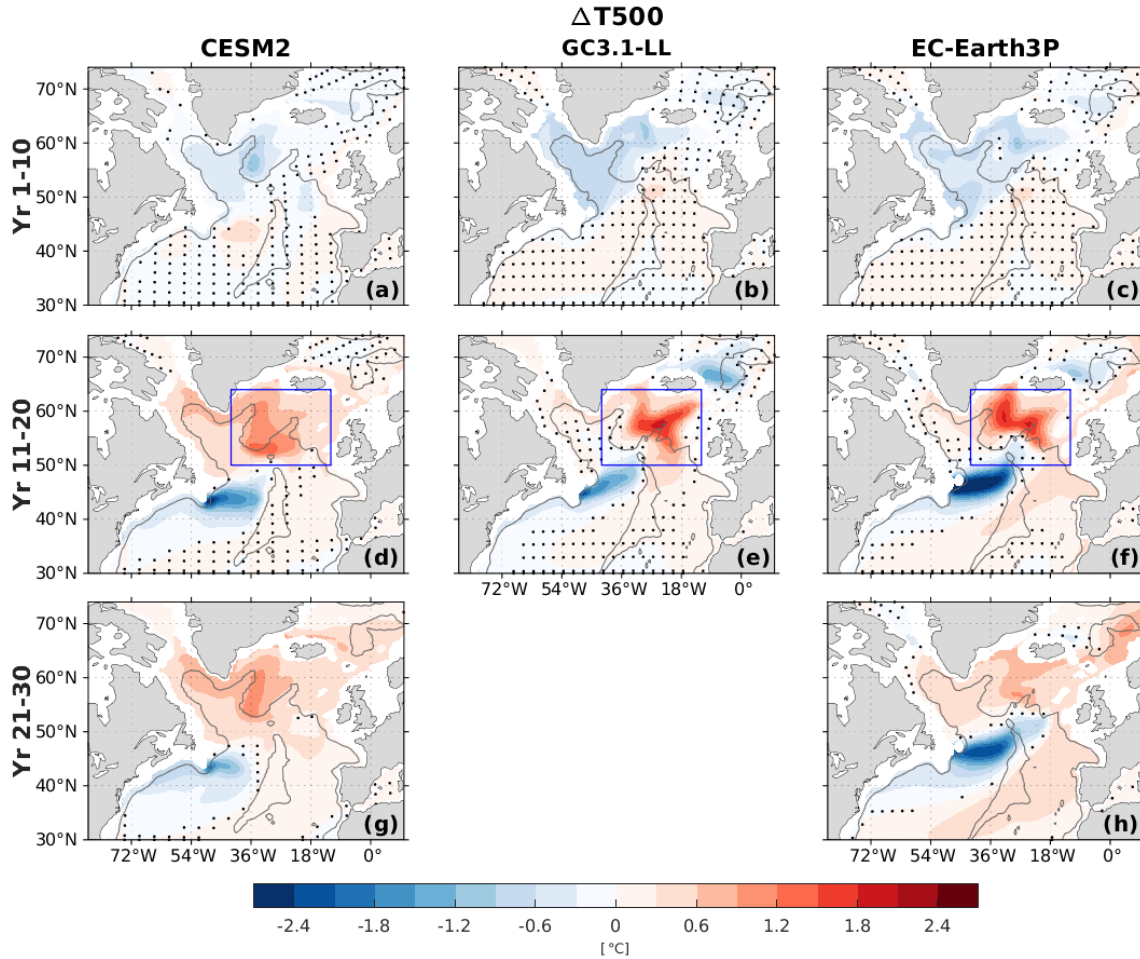 △T500
CESM2 GC3.1-LL EC-Earth3P
Yr 1-10
70°N
60°N
50°N
40°N
30°N
(a) (b) (c)
Yr 11-20
70°N
60°N
50°N
40°N
30°N
(d) (e) (f)
72°W 54°W 36°W 18°W 0°
Yr 21-30
70°N
60°N
50°N
40°N
30°N
(g) (h)
72°W 54°W 36°W 18°W 0° 72°W 54°W 36°W 18°W 0°
-2.4 -1.8 -1.2 -0.6 0 0.6 1.2 1.8 2.4
[°C]